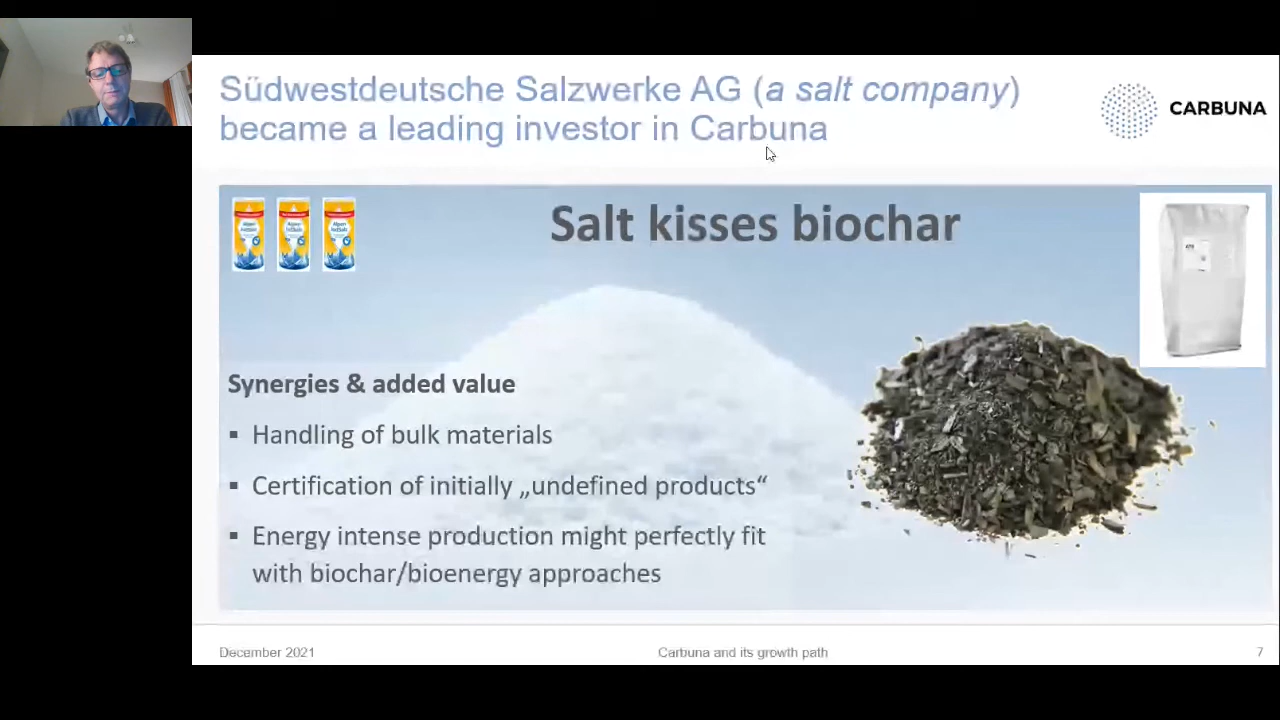 Südwestdeutsche Salzwerke AG (a salt company)
became a leading investor in Carbuna
CARBUNA
Salt kisses biochar
Synergies & added value
▪ Handling of bulk materials
▪ Certification of initially „undefined products“
▪ Energy intense production might perfectly fit
with biochar/bioenergy approaches
December 2021
Carbuna and its growth path
7